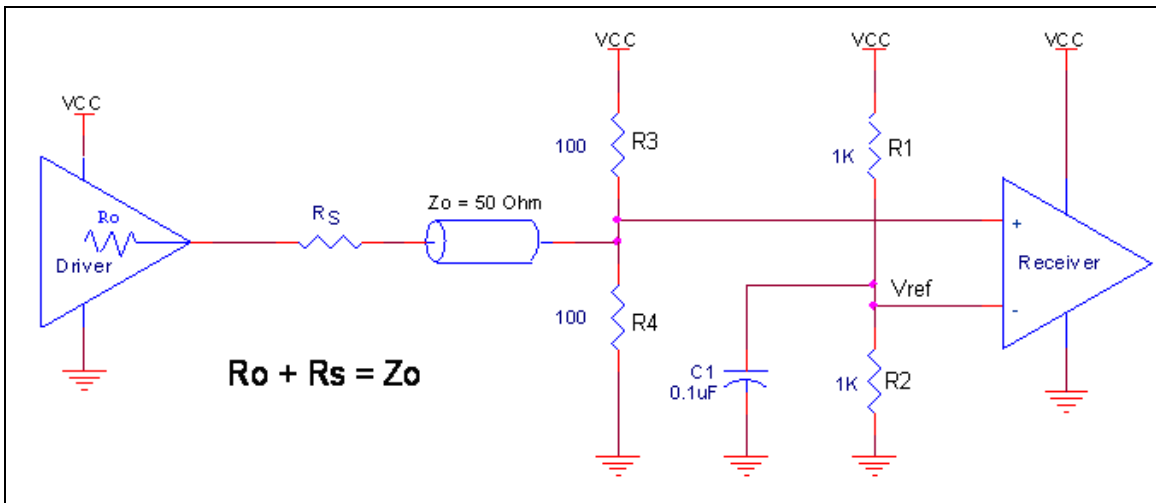 VCC
VCC
VCC
VCC
100
R3
1K
R1
Ro
Driver
RS
Zo = 50 Ohm
+
Receiver
Vref
-
100
R4
C1
0.1uF
1K
R2
Ro + Rs = Zo